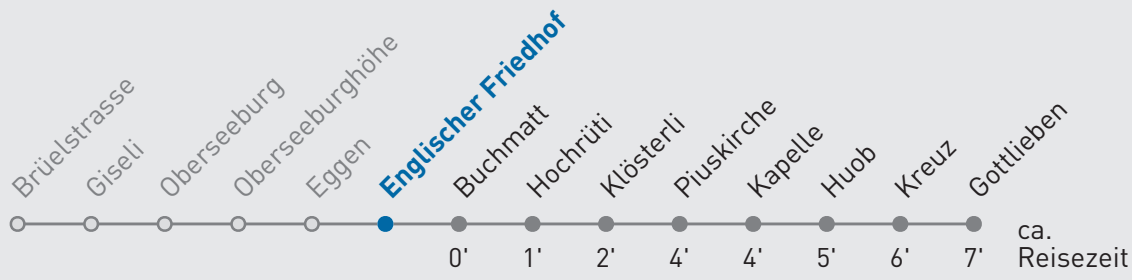 Brüelstrasse
Giseli
Oberseeburg
Oberseeburghöhe
Eggen
Englischer Friedhof
Buchmatt
Hochrüti
Klösterli
Piuskirche
Kapelle
Huob
Kreuz
Gottlieben
0' 1' 2' 4' 4' 5' 6' 7'
ca.
Reisezeit